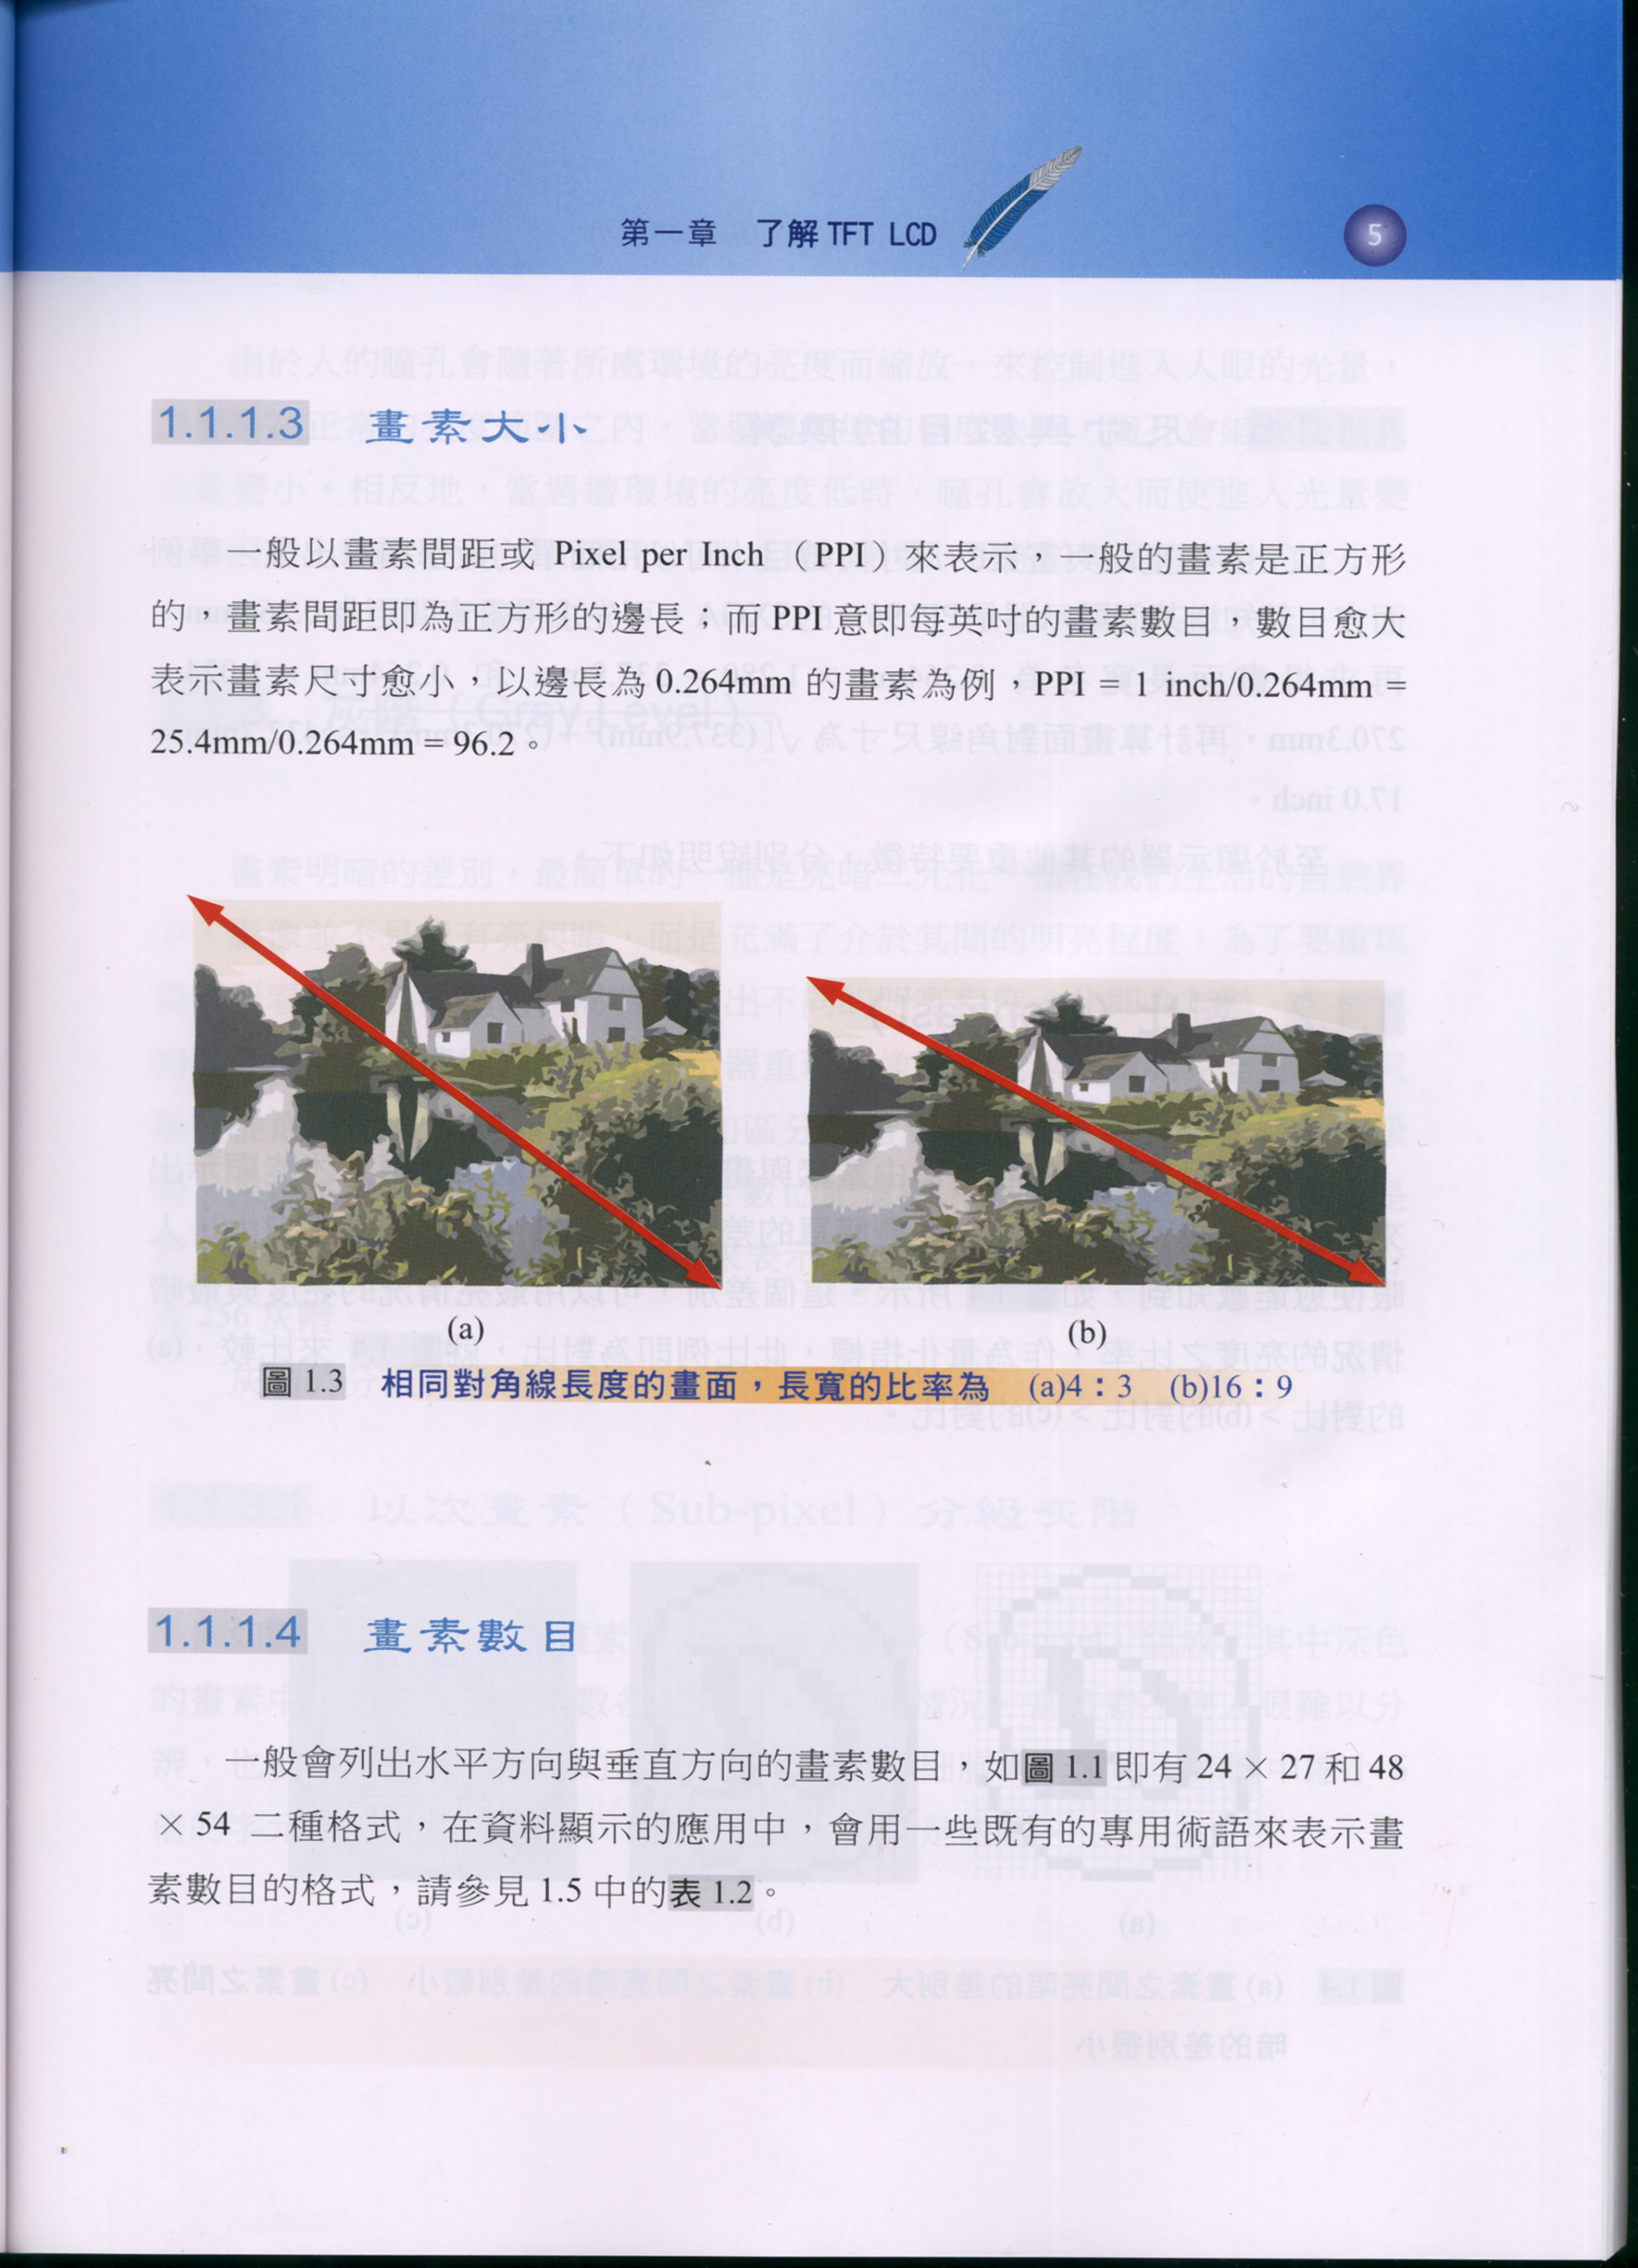 第一章 了解 TFT LCD
5
1.1.1.3 畫素大小
一般以畫素間距或 Pixel per Inch（PPI）來表示，一般的畫素是正方形
的，畫素間距即為正方形的邊長；而 PPI 意即每英吋的畫素數目，數目愈大
表示畫素尺寸愈小，以邊長為 0.264mm 的畫素為例，PPI = 1 inch/0.264mm =
25.4mm/0.264mm = 96.2。
(a)
(b)
圖 1.3 相同對角線長度的畫面，長寬的比率為 (a)4：3 (b)16：9
1.1.1.4 畫素數目
一般會列出水平方向與垂直方向的畫素數目，如圖 1.1 即有 24 × 27 和 48
× 54 二種格式，在資料顯示的應用中，會用一些既有的專用術語來表示畫
素數目的格式，請參見 1.5 中的表 1.2。